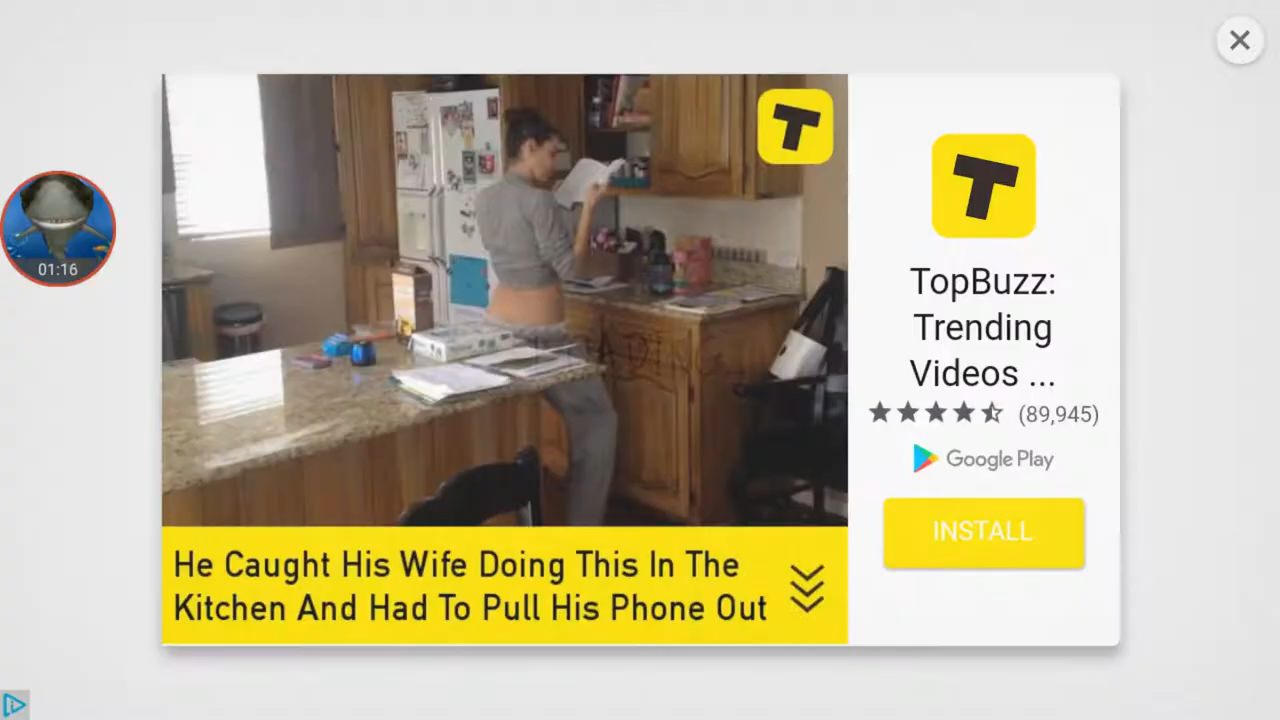 01:16
T
He Caught His Wife Doing This In The
Kitchen And Had To Pull His Phone Out
T
TopBuzz:
Trending
Videos ...
(89,945)
Google Play
INSTALL